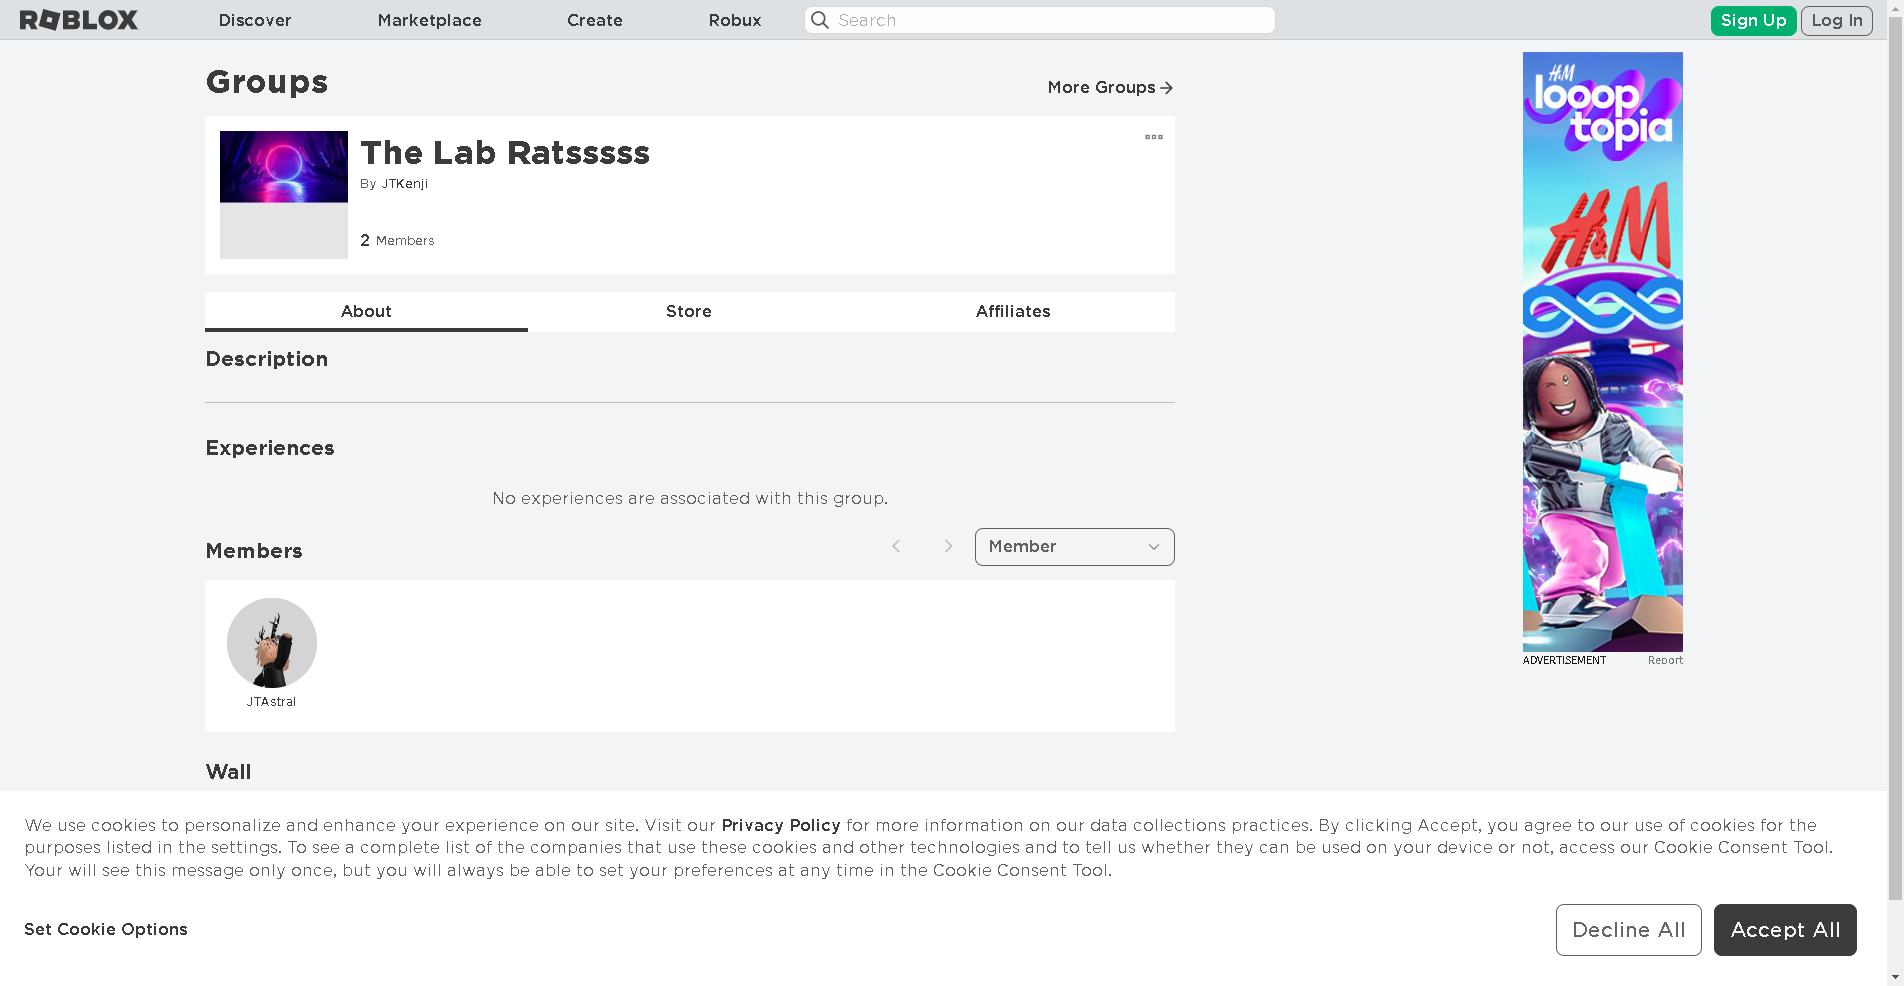 ROBLOX Discover Marketplace Create Robux Search Sign Up Log In
Groups
More Groups
The Lab Ratsssss
By JTKenji
2 Members
About Store Affiliates
Description
Experiences
No experiences are associated with this group.
Members
Member
JTAstral
Wall
H&M
looop
topia
H&M
ADVERTISEMENT Report
We use cookies to personalize and enhance your experience on our site. Visit our Privacy Policy for more information on our data collections practices. By clicking Accept, you agree to our use of cookies for the
purposes listed in the settings. To see a complete list of the companies that use these cookies and other technologies and to tell us whether they can be used on your device or not, access our Cookie Consent Tool.
Your will see this message only once, but you will always be able to set your preferences at any time in the Cookie Consent Tool.
Set Cookie Options
Decline All Accept All